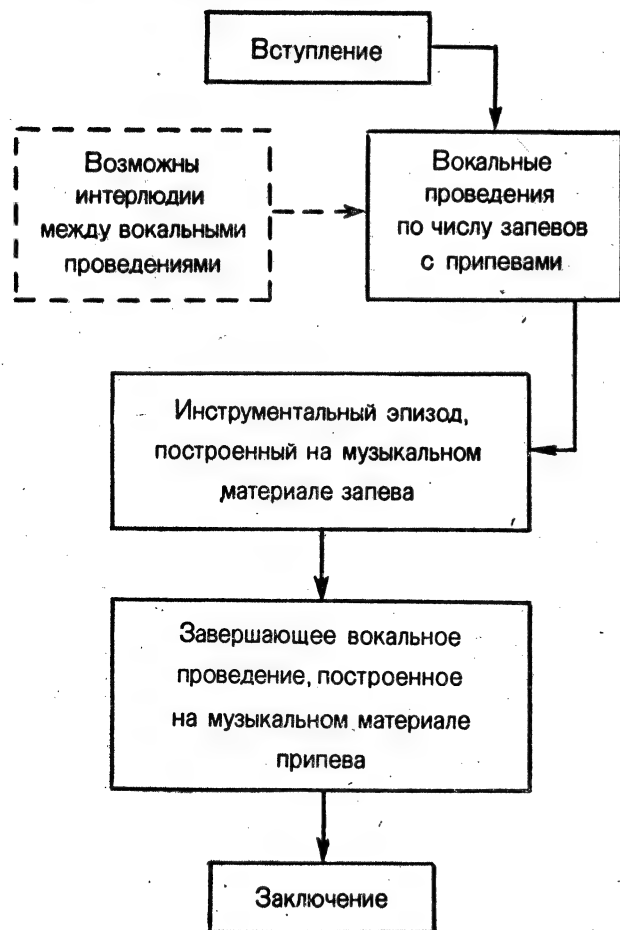 Вступление
Возможны
интерлюдии
между вокальными
проведениями
Вокальные
проведения
по числу запевов
с припевами
Инструментальный эпизод,
построенный на музыкальном
материале запева
Завершающее вокальное
проведение, построенное
на музыкальном материале
припева
Заключение